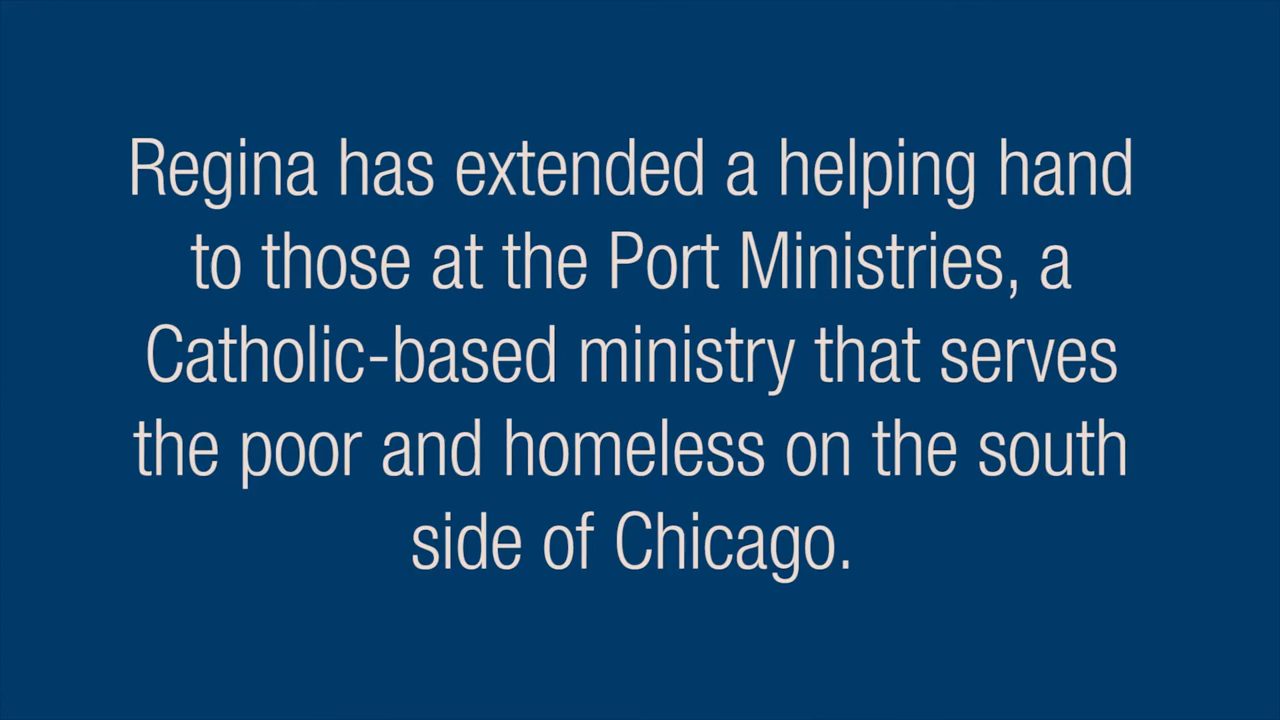 Regina has extended a helping hand
to those at the Port Ministries, a
Catholic-based ministry that serves
the poor and homeless on the south
side of Chicago.